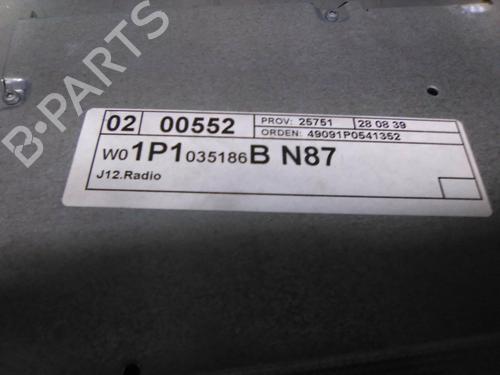 B-PARTS
02 00552 PROV: 25751 28 08 39
ORDEN: 49091P0541352
W0 1P1 035186 B N87
J12.Radio